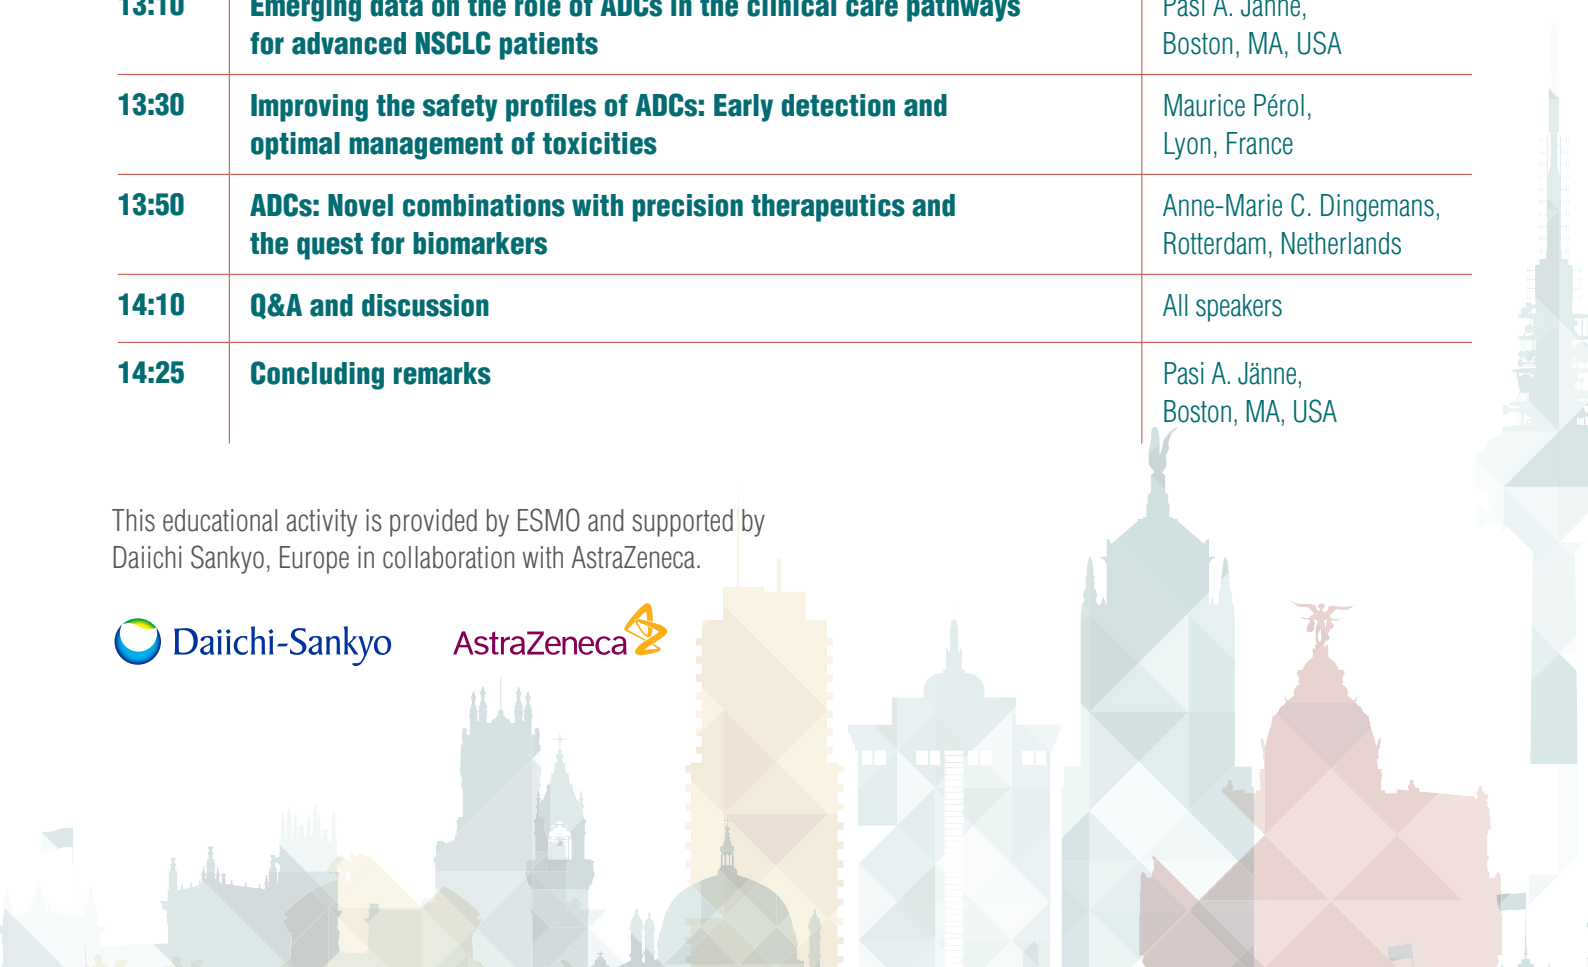 13:10
Emerging data on the role of ADCs in the clinical care pathways
for advanced NSCLC patients
Pasi A. Jänne,
Boston, MA, USA
13:30
Improving the safety profiles of ADCs: Early detection and
optimal management of toxicities
Maurice Pérol,
Lyon, France
13:50
ADCs: Novel combinations with precision therapeutics and
the quest for biomarkers
Anne-Marie C. Dingemans,
Rotterdam, Netherlands
14:10
Q&A and discussion
All speakers
14:25
Concluding remarks
Pasi A. Jänne,
Boston, MA, USA
This educational activity is provided by ESMO and supported by
Daiichi Sankyo, Europe in collaboration with AstraZeneca.
Daiichi-Sankyo
AstraZeneca